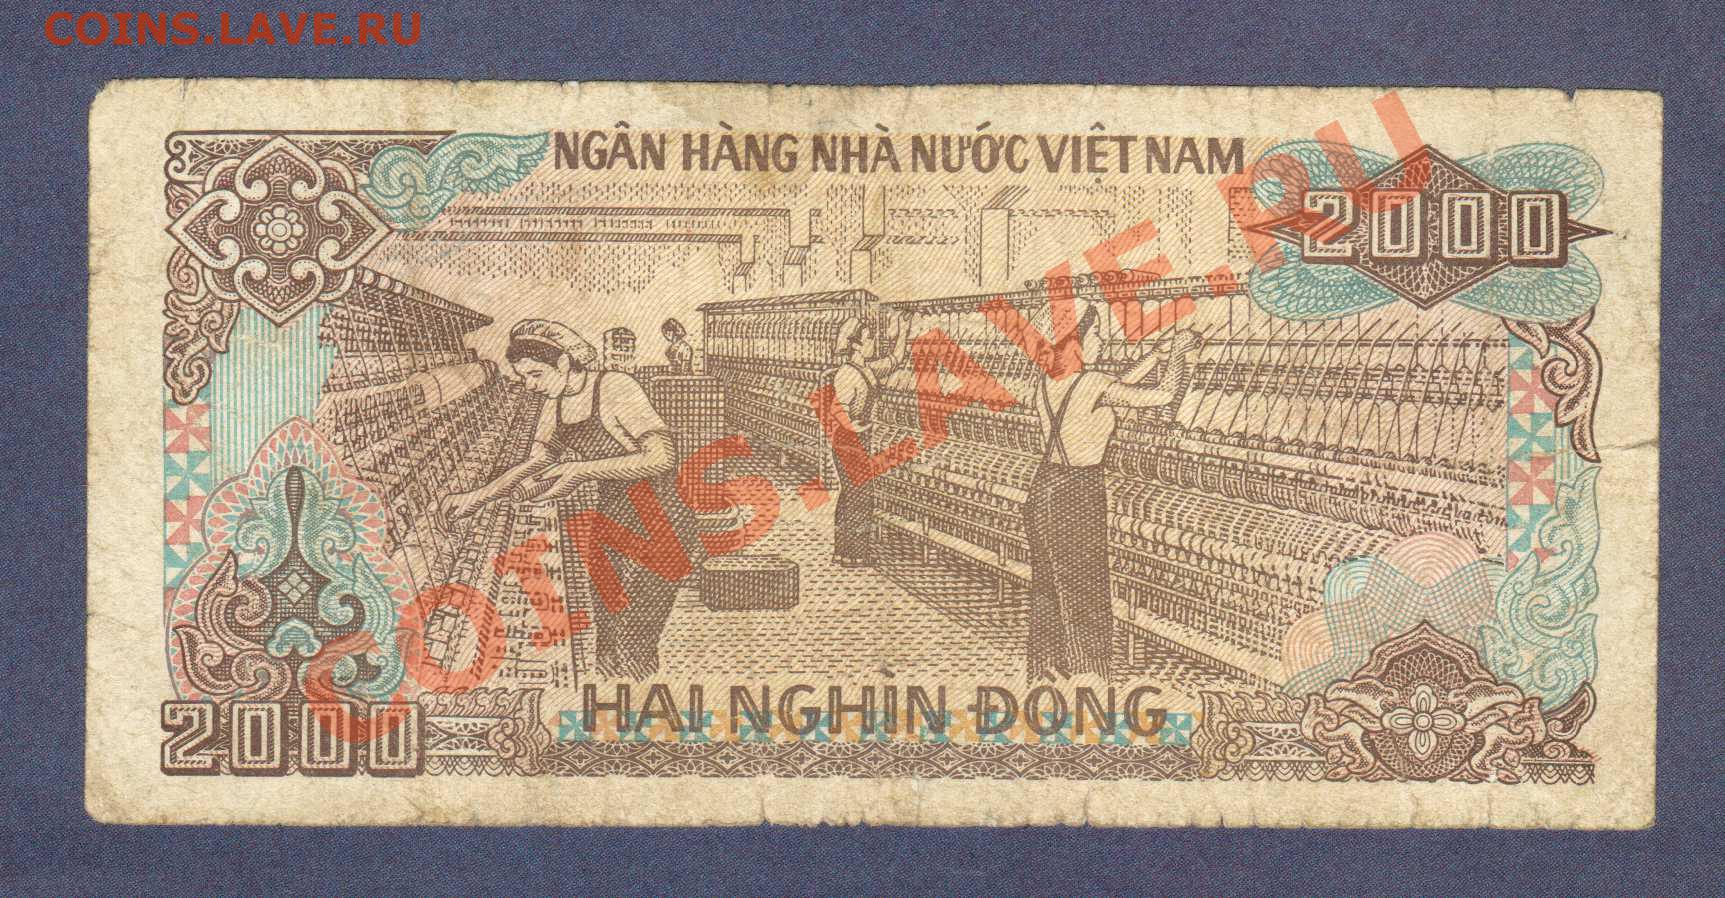 COINS.LAVE.RU
NGÂN HÀNG NHÀ NƯỚC VIỆT NAM
2000
COINS.LAVE.RU
HAI NGHÌN ĐỒNG
2000